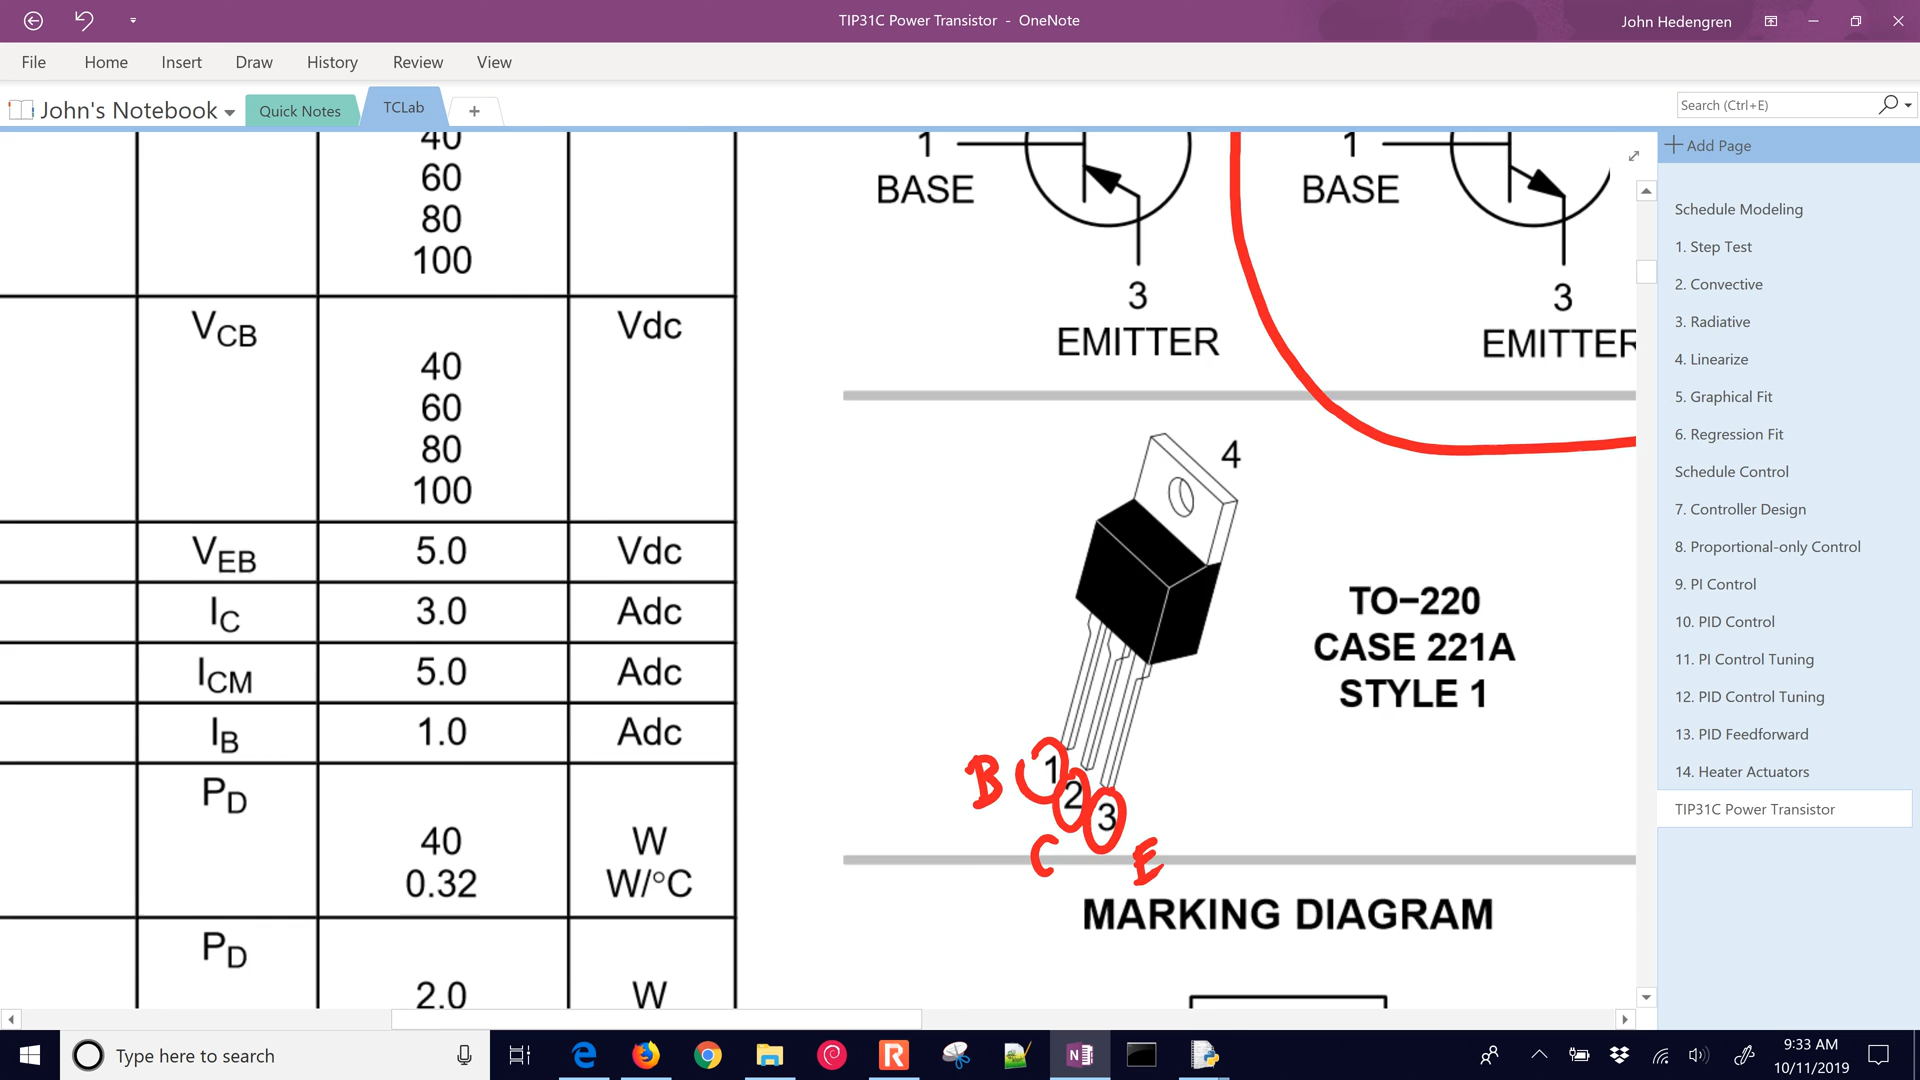 TIP31C Power Transistor - OneNote
John Hedengren
File Home Insert Draw History Review View
John's Notebook
Quick Notes
TCLab
Search (Ctrl+E)
40
60
80
100
VCB
40
60
80
100
Vdc
VEB 5.0 Vdc
IC 3.0 Adc
ICM 5.0 Adc
IB 1.0 Adc
PD
40 W
0.32 W/°C
PD
2.0 W
1
BASE
3
EMITTER
1
BASE
3
EMITTER
4
TO−220
CASE 221A
STYLE 1
B 1
2
3
C
E
MARKING DIAGRAM
Add Page
Schedule Modeling
1. Step Test
2. Convective
3. Radiative
4. Linearize
5. Graphical Fit
6. Regression Fit
Schedule Control
7. Controller Design
8. Proportional-only Control
9. PI Control
10. PID Control
11. PI Control Tuning
12. PID Control Tuning
13. PID Feedforward
14. Heater Actuators
TIP31C Power Transistor
Type here to search
9:33 AM
10/11/2019